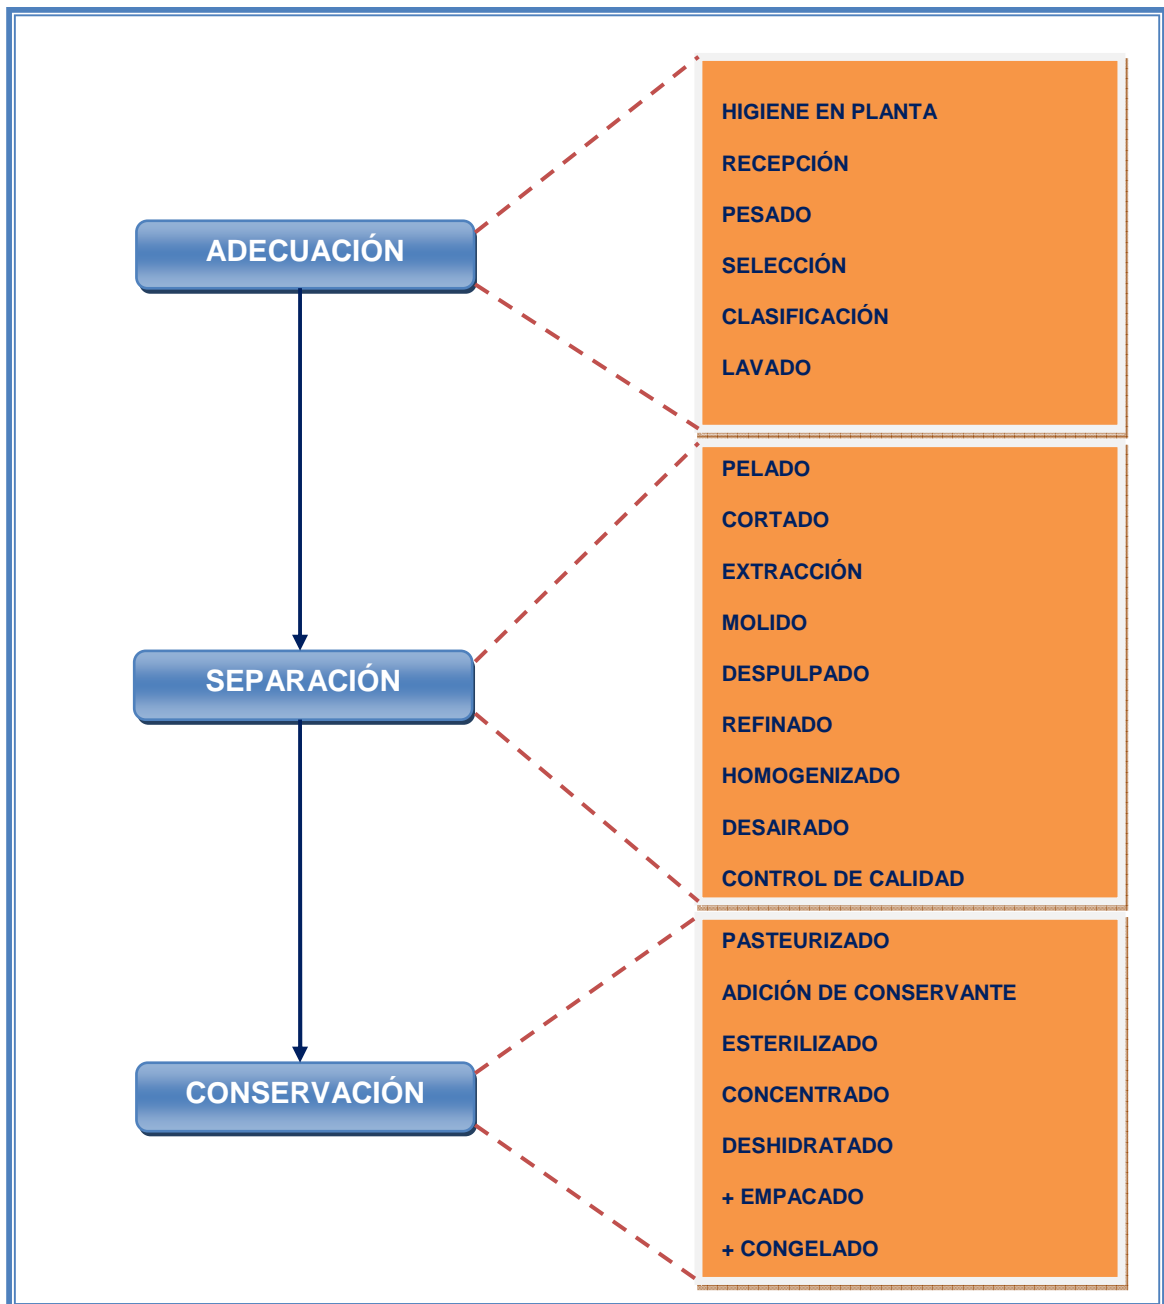 ADECUACIÓN
HIGIENE EN PLANTA
RECEPCIÓN
PESADO
SELECCIÓN
CLASIFICACIÓN
LAVADO
SEPARACIÓN
PELADO
CORTADO
EXTRACCIÓN
MOLIDO
DESPULPADO
REFINADO
HOMOGENIZADO
DESAIRADO
CONTROL DE CALIDAD
CONSERVACIÓN
PASTEURIZADO
ADICIÓN DE CONSERVANTE
ESTERILIZADO
CONCENTRADO
DESHIDRATADO
+ EMPACADO
+ CONGELADO